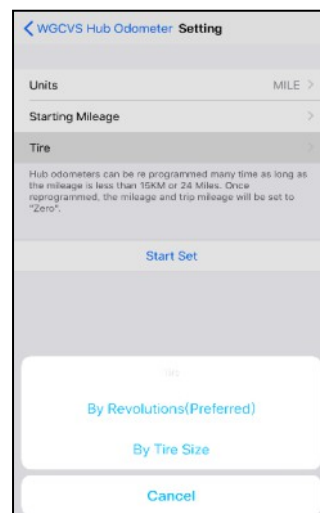 WGCVS Hub Odometer Setting
Units MILE
Starting Mileage
Tire
Hub odometers can be re programmed many time as long as
the mileage is less than 15KM or 24 Miles. Once
reprogrammed, the mileage and trip mileage will be set to
"Zero".
Start Set
By Revolutions(Preferred)
By Tire Size
Cancel